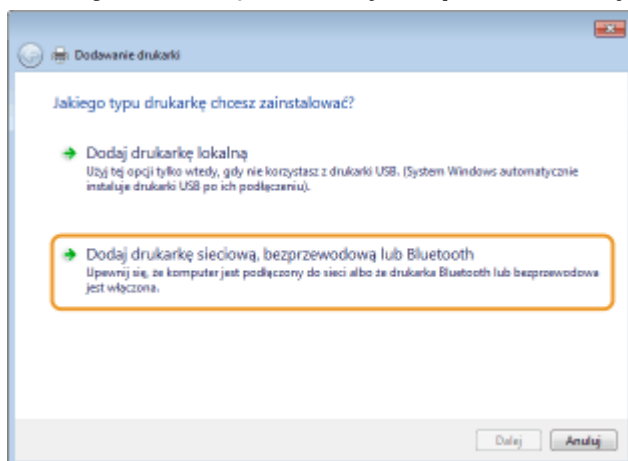 Dodawanie drukarki
Jakiego typu drukarkę chcesz zainstalować?
Dodaj drukarkę lokalną
Użyj tej opcji tylko wtedy, gdy nie korzystasz z drukarki USB. (System Windows automatycznie
instaluje drukarki USB po ich podłączeniu).
Dodaj drukarkę sieciową, bezprzewodową lub Bluetooth
Upewnij się, że komputer jest podłączony do sieci albo że drukarka Bluetooth lub bezprzewodowa
jest włączona.
Dalej
Anuluj